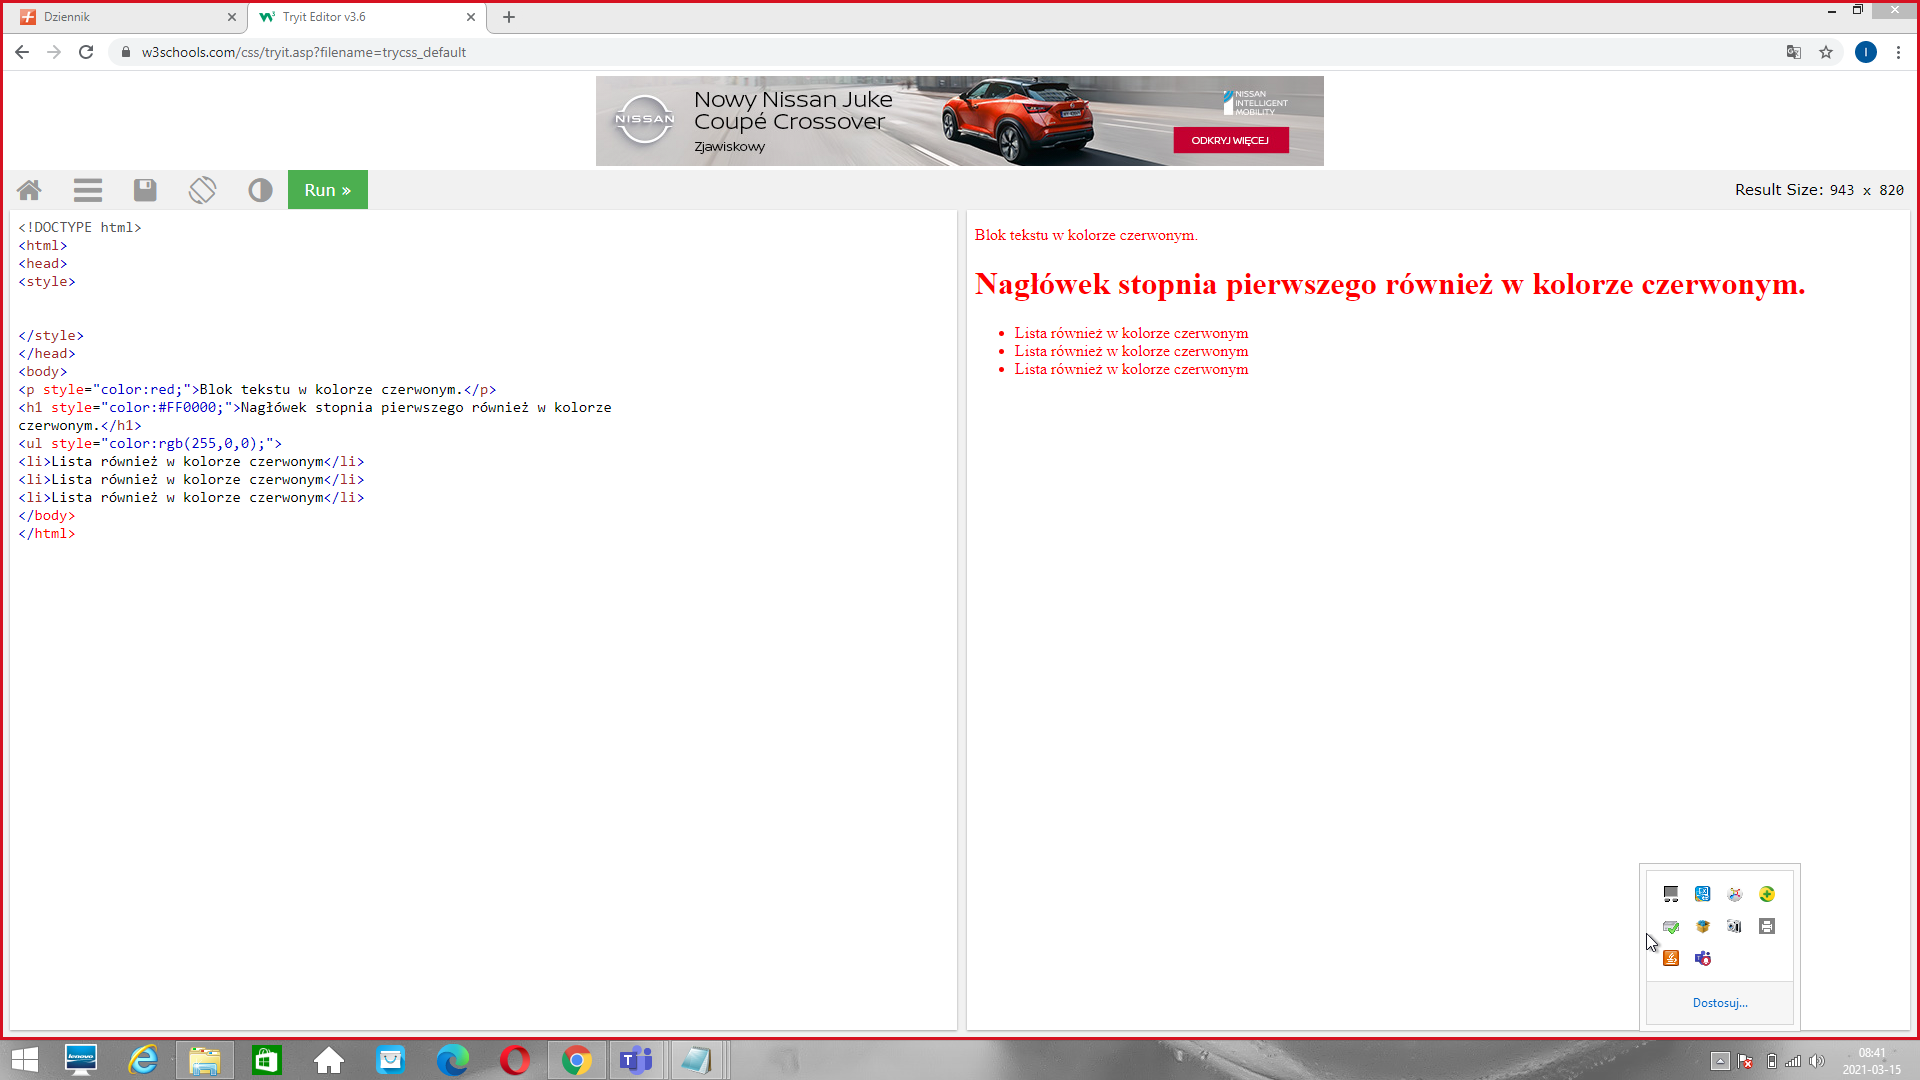 Dziennik
Tryit Editor v3.6
w3schools.com/css/tryit.asp?filename=trycss_default
I
NISSAN
Nowy Nissan Juke
Coupé Crossover
Zjawiskowy
NISSAN
INTELLIGENT
MOBILITY
ODKRYJ WIĘCEJ
Run »
Result Size: 943 x 820
<!DOCTYPE html>
<html>
<head>
<style>
</style>
</head>
<body>
<p style="color:red;">Blok tekstu w kolorze czerwonym.</p>
<h1 style="color:#FF0000;">Nagłówek stopnia pierwszego również w kolorze
czerwonym.</h1>
<ul style="color:rgb(255,0,0);">
<li>Lista również w kolorze czerwonym</li>
<li>Lista również w kolorze czerwonym</li>
<li>Lista również w kolorze czerwonym</li>
</body>
</html>
Blok tekstu w kolorze czerwonym.
Nagłówek stopnia pierwszego również w kolorze czerwonym.
Lista również w kolorze czerwonym
Lista również w kolorze czerwonym
Lista również w kolorze czerwonym
Dostosuj...
lenovo
08:41
2021-03-15